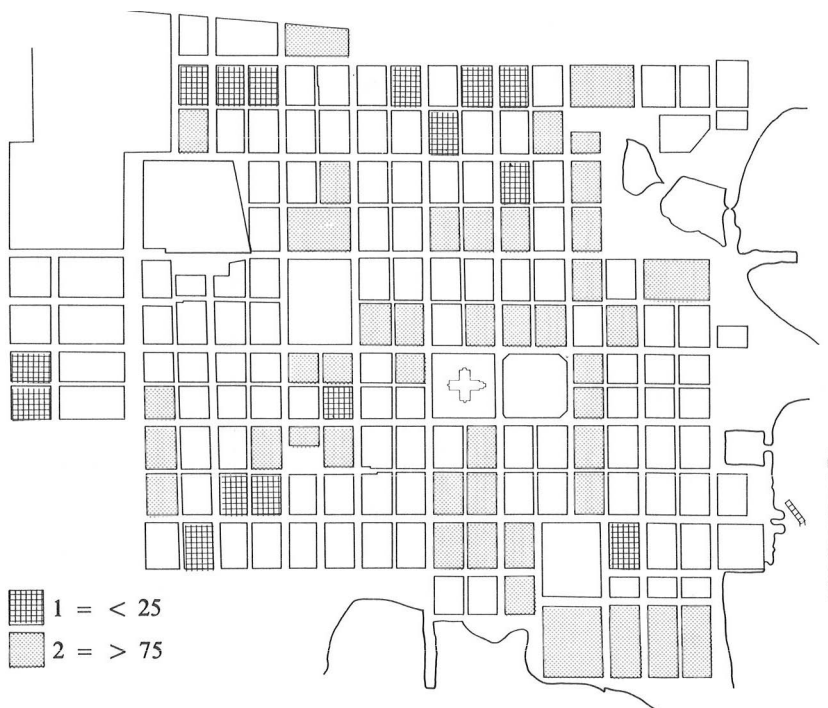 1 = < 25
2 = > 75